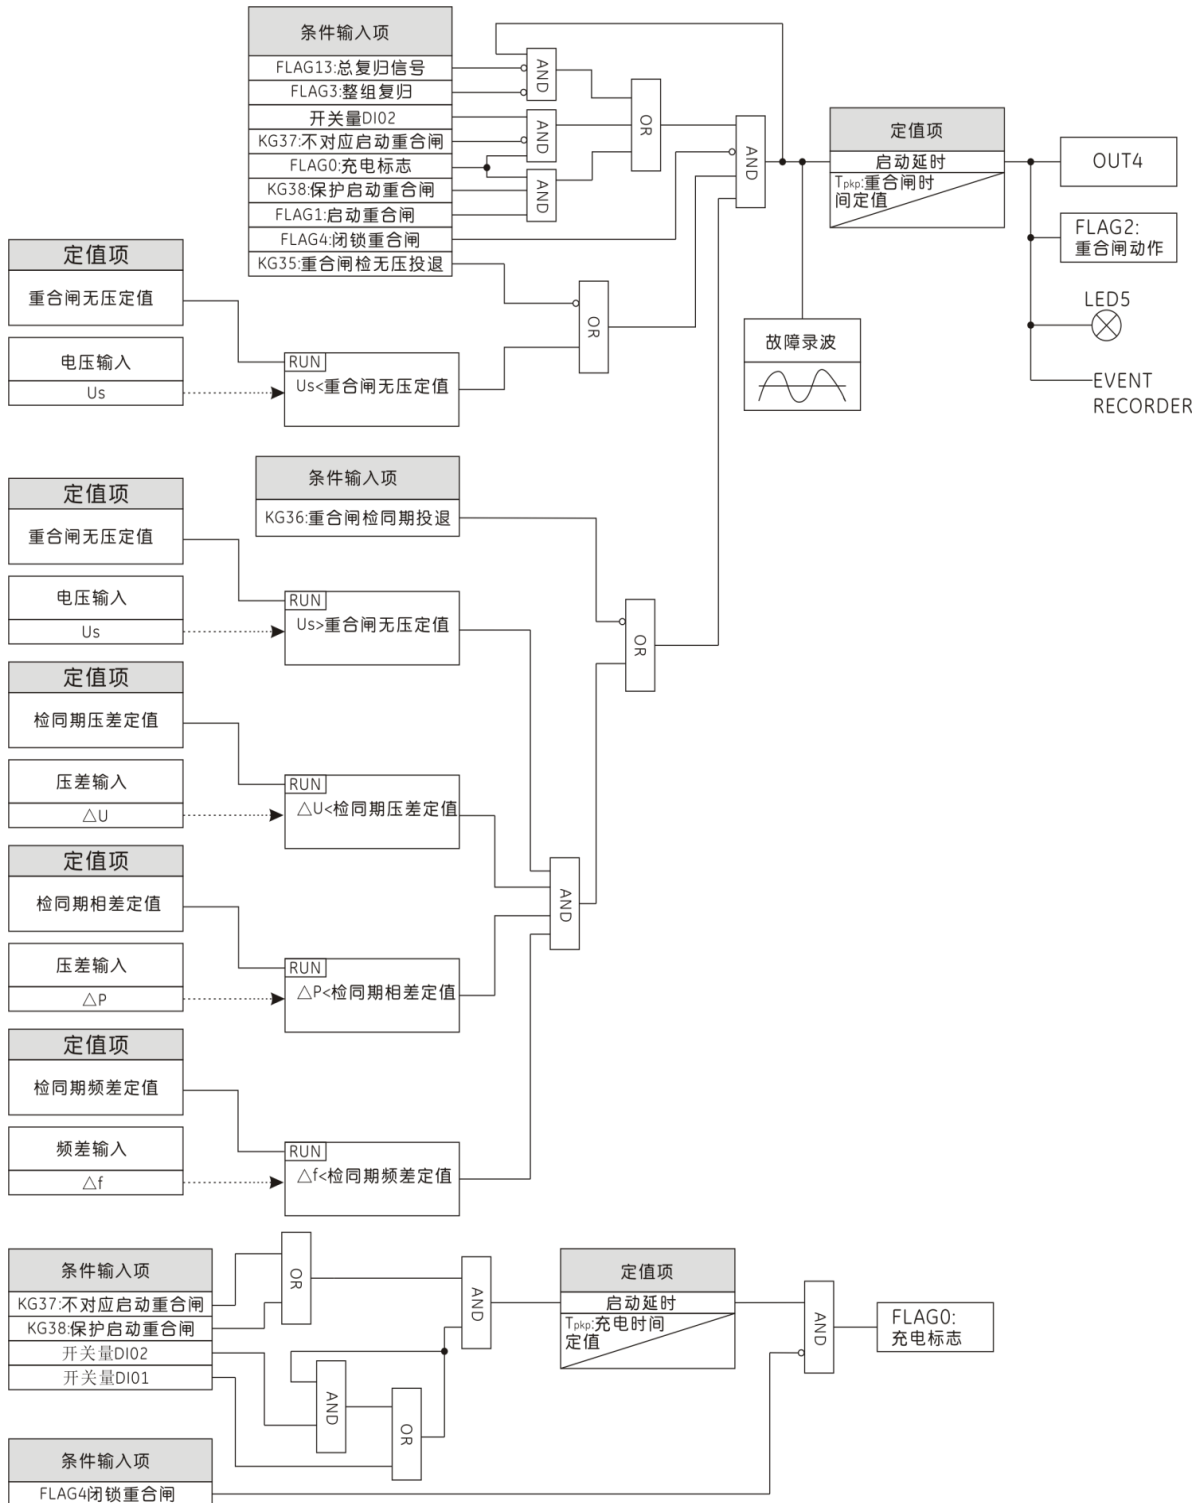 条件输入项
FLAG13:总复归信号
FLAG3:整组复归
开关量DI02
KG37:不对应启动重合闸
FLAG0:充电标志
KG38:保护启动重合闸
FLAG1:启动重合闸
FLAG4:闭锁重合闸
KG35:重合闸检无压投退
AND
AND
AND
OR
AND
定值项
启动延时
Tpkp:重合闸时
间定值
OUT4
FLAG2:
重合闸动作
LED5
EVENT
RECORDER
故障录波
定值项
重合闸无压定值
电压输入
Us
RUN
Us<重合闸无压定值
OR
条件输入项
KG36:重合闸检同期投退
定值项
重合闸无压定值
电压输入
Us
RUN
Us>重合闸无压定值
OR
定值项
检同期压差定值
压差输入
△U
RUN
△U<检同期压差定值
定值项
检同期相差定值
压差输入
△P
RUN
△P<检同期相差定值
AND
定值项
检同期频差定值
频差输入
△f
RUN
△f<检同期频差定值
条件输入项
KG37:不对应启动重合闸
KG38:保护启动重合闸
开关量DI02
开关量DI01
OR
AND
AND
OR
定值项
启动延时
Tpkp:充电时间
定值
AND
FLAG0:
充电标志
条件输入项
FLAG4闭锁重合闸